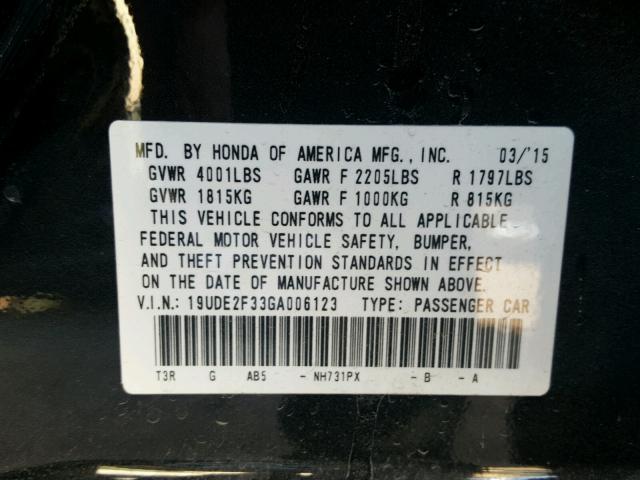 MFD. BY HONDA OF AMERICA MFG., INC. 03/'15
GVWR 4001LBS GAWR F 2205LBS R 1797LBS
GVWR 1815KG GAWR F 1000KG R 815KG
THIS VEHICLE CONFORMS TO ALL APPLICABLE
FEDERAL MOTOR VEHICLE SAFETY, BUMPER,
AND THEFT PREVENTION STANDARDS IN EFFECT
ON THE DATE OF MANUFACTURE SHOWN ABOVE.
V.I.N.: 19UDE2F33GA006123 TYPE: PASSENGER CAR
T3R G AB5 - NH731PX - B - A